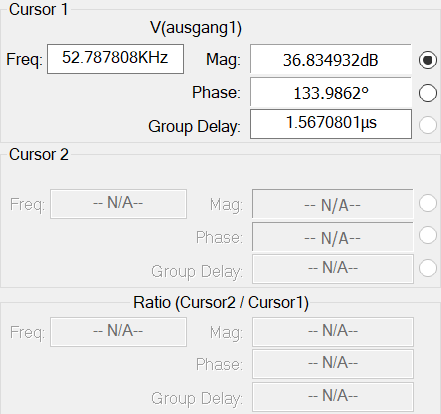 Cursor 1
V(ausgang1)
Freq: 52.787808KHz Mag: 36.834932dB
Phase: 133.9862°
Group Delay: 1.5670801µs
Cursor 2
Freq: -- N/A-- Mag: -- N/A--
Phase: -- N/A--
Group Delay: -- N/A--
Ratio (Cursor2 / Cursor1)
Freq: -- N/A-- Mag: -- N/A--
Phase: -- N/A--
Group Delay: -- N/A--